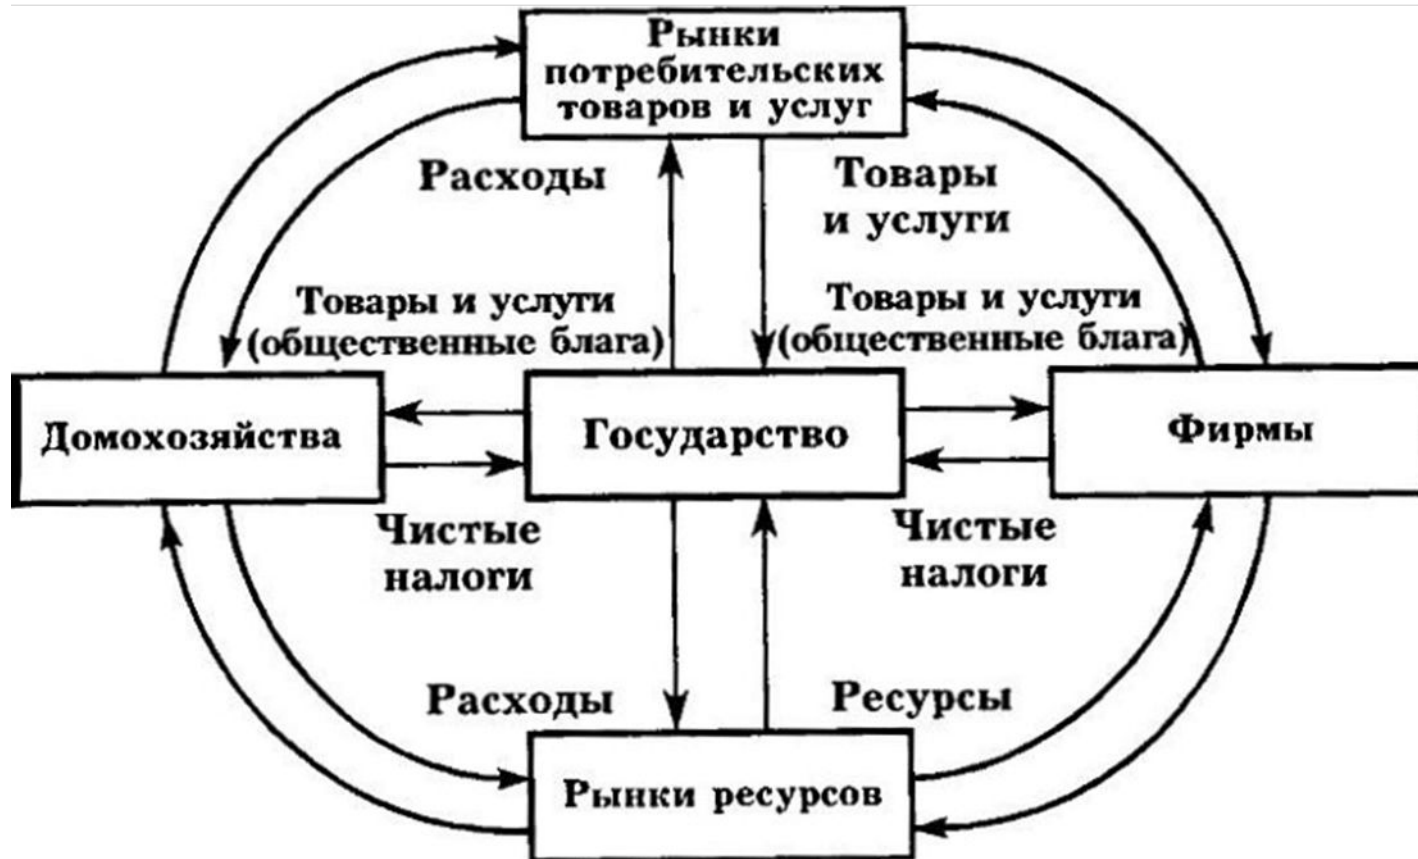 Рынки
потребительских
товаров и услуг
Расходы
Товары
и услуги
Товары и услуги
(общественные блага)
Товары и услуги
(общественные блага)
Домохозяйства
Государство
Фирмы
Чистые
налоги
Чистые
налоги
Расходы
Ресурсы
Рынки ресурсов